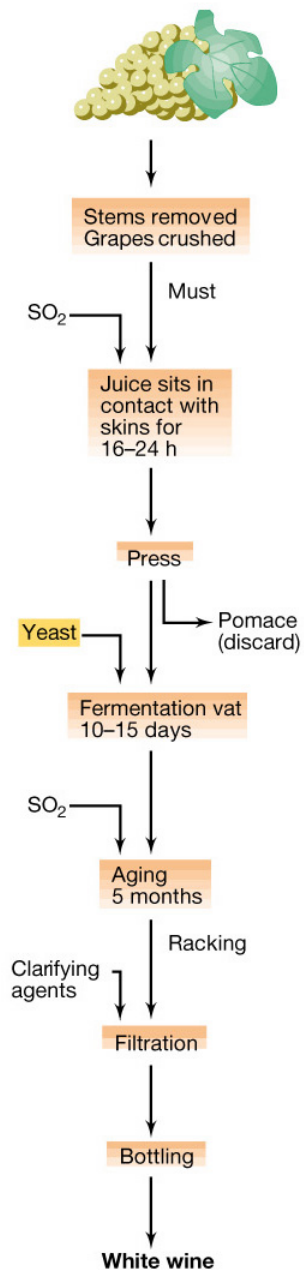 Stems removed
Grapes crushed
Must
SO₂
Juice sits in
contact with
skins for
16–24 h
Press
Pomace
(discard)
Yeast
Fermentation vat
10–15 days
SO₂
Aging
5 months
Racking
Clarifying
agents
Filtration
Bottling
White wine